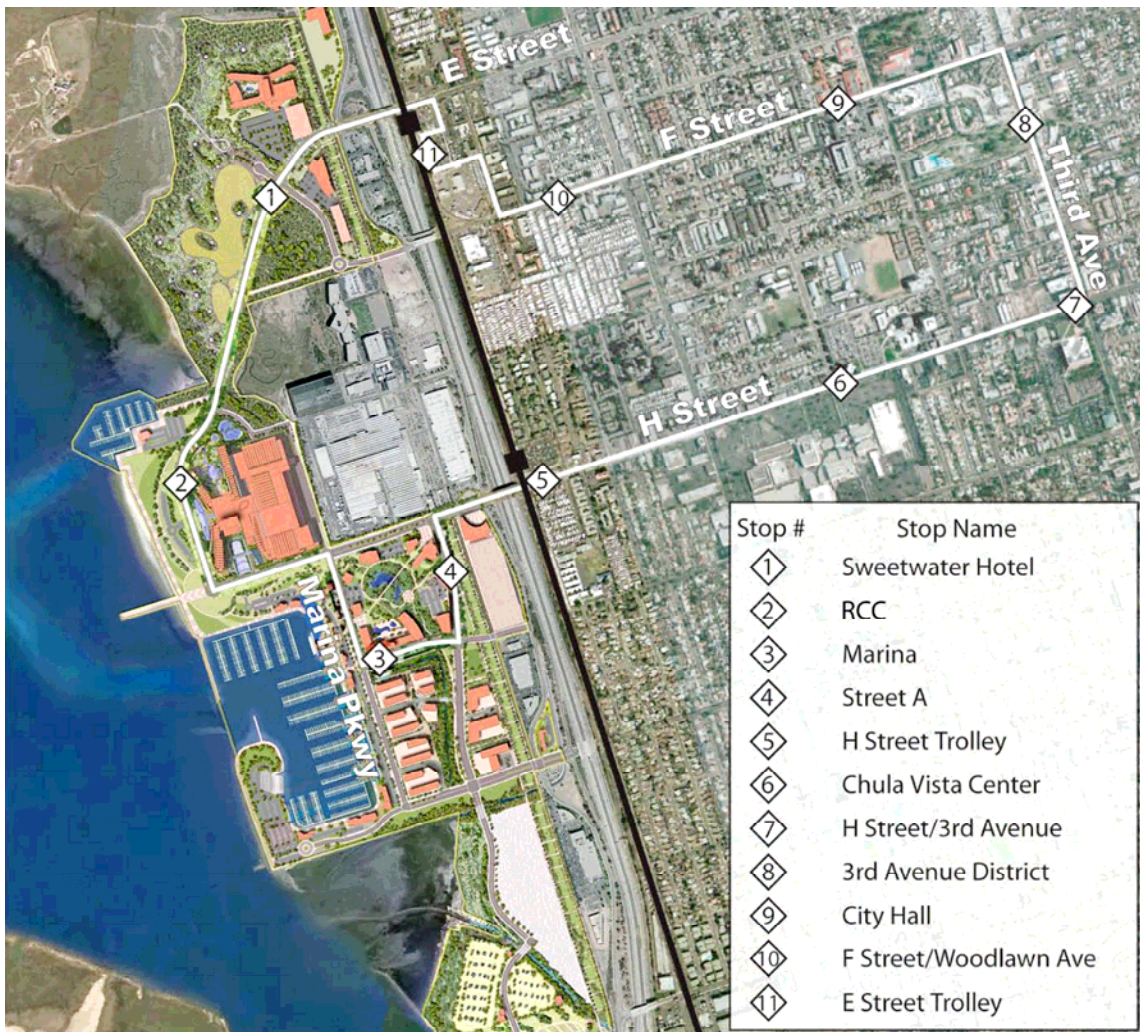 E Street
F Street
9
8
11
Third Ave
1
10
7
6
H Street
5
2
4
Marina Pkwy
3
Stop # Stop Name
1 Sweetwater Hotel
2 RCC
3 Marina
4 Street A
5 H Street Trolley
6 Chula Vista Center
7 H Street/3rd Avenue
8 3rd Avenue District
9 City Hall
10 F Street/Woodlawn Ave
11 E Street Trolley